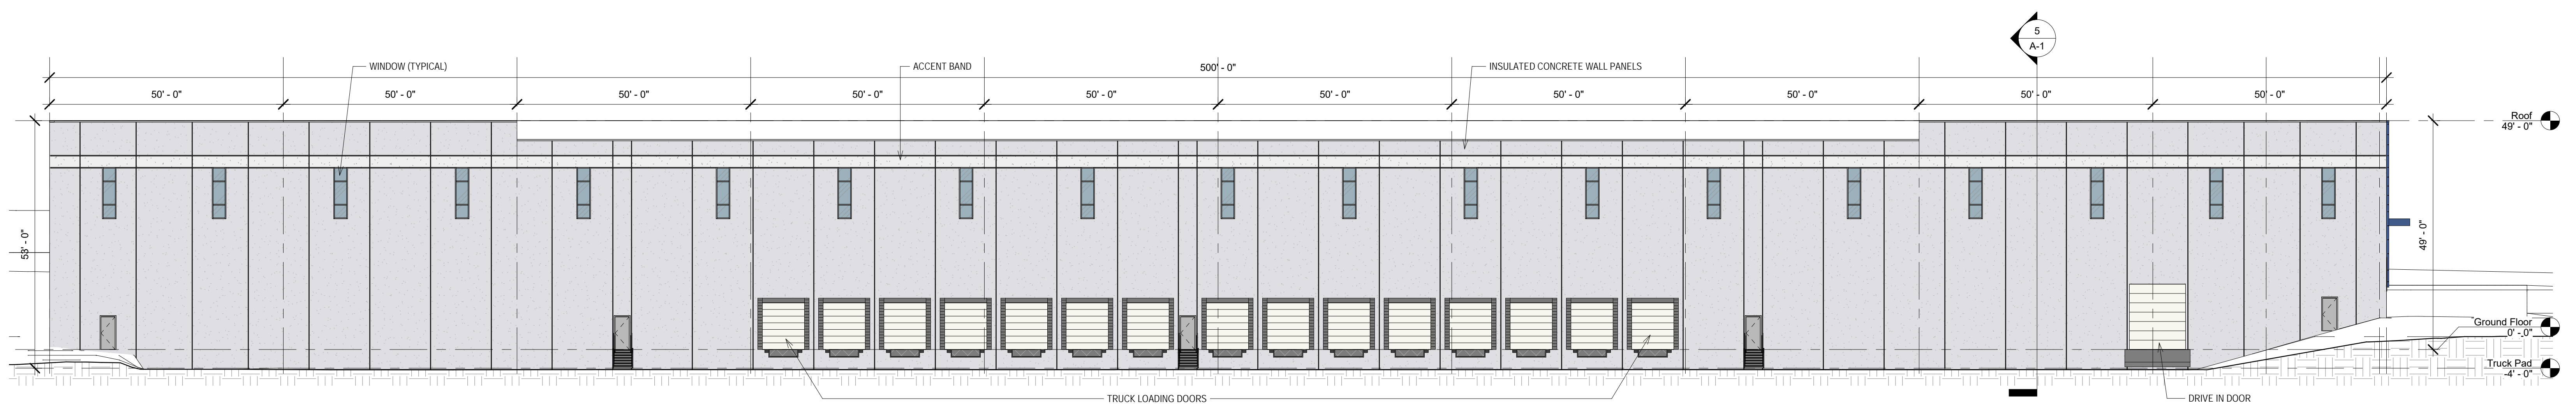 5
A-1
WINDOW (TYPICAL)
ACCENT BAND
500' - 0"
INSULATED CONCRETE WALL PANELS
50' - 0"
50' - 0"
50' - 0"
50' - 0"
50' - 0"
50' - 0"
50' - 0"
50' - 0"
50' - 0"
50' - 0"
Roof
49' - 0"
53' - 0"
49' - 0"
Ground Floor
0' - 0"
Truck Pad
-4' - 0"
TRUCK LOADING DOORS
DRIVE IN DOOR